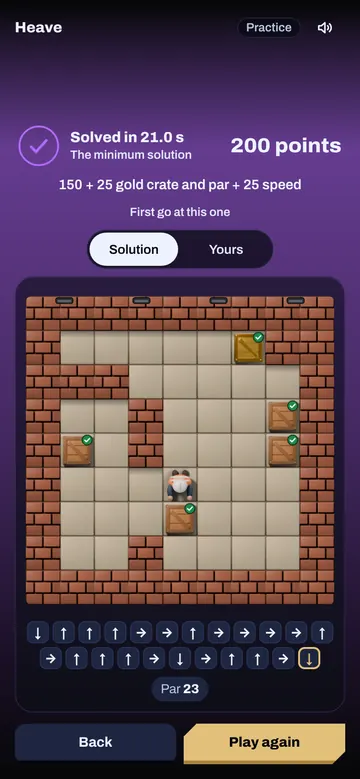 Heave
Practice
Solved in 21.0 s
The minimum solution
200 points
150 + 25 gold crate and par + 25 speed
First go at this one
Solution
Yours
↓ ↑ ↑ ↑ → → ↑ → → → → ↑
→ ↑ ↑ ↑ → ↓ → ↑ ↑ → ↓
Par 23
Back
Play again